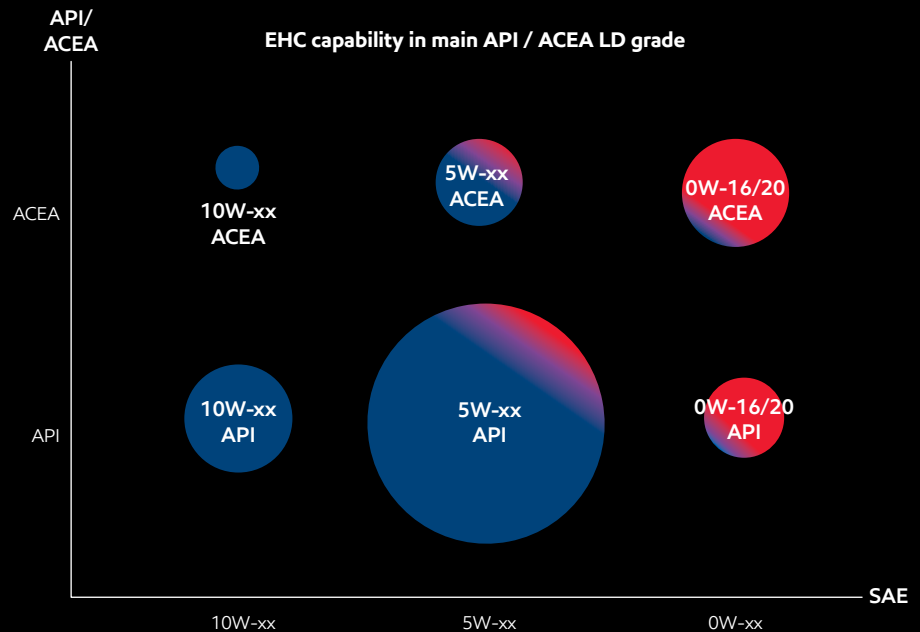 API/
ACEA
EHC capability in main API / ACEA LD grade
ACEA
10W-xx
ACEA
5W-xx
ACEA
0W-16/20
ACEA
API
10W-xx
API
5W-xx
API
0W-16/20
API
SAE
10W-xx
5W-xx
0W-xx